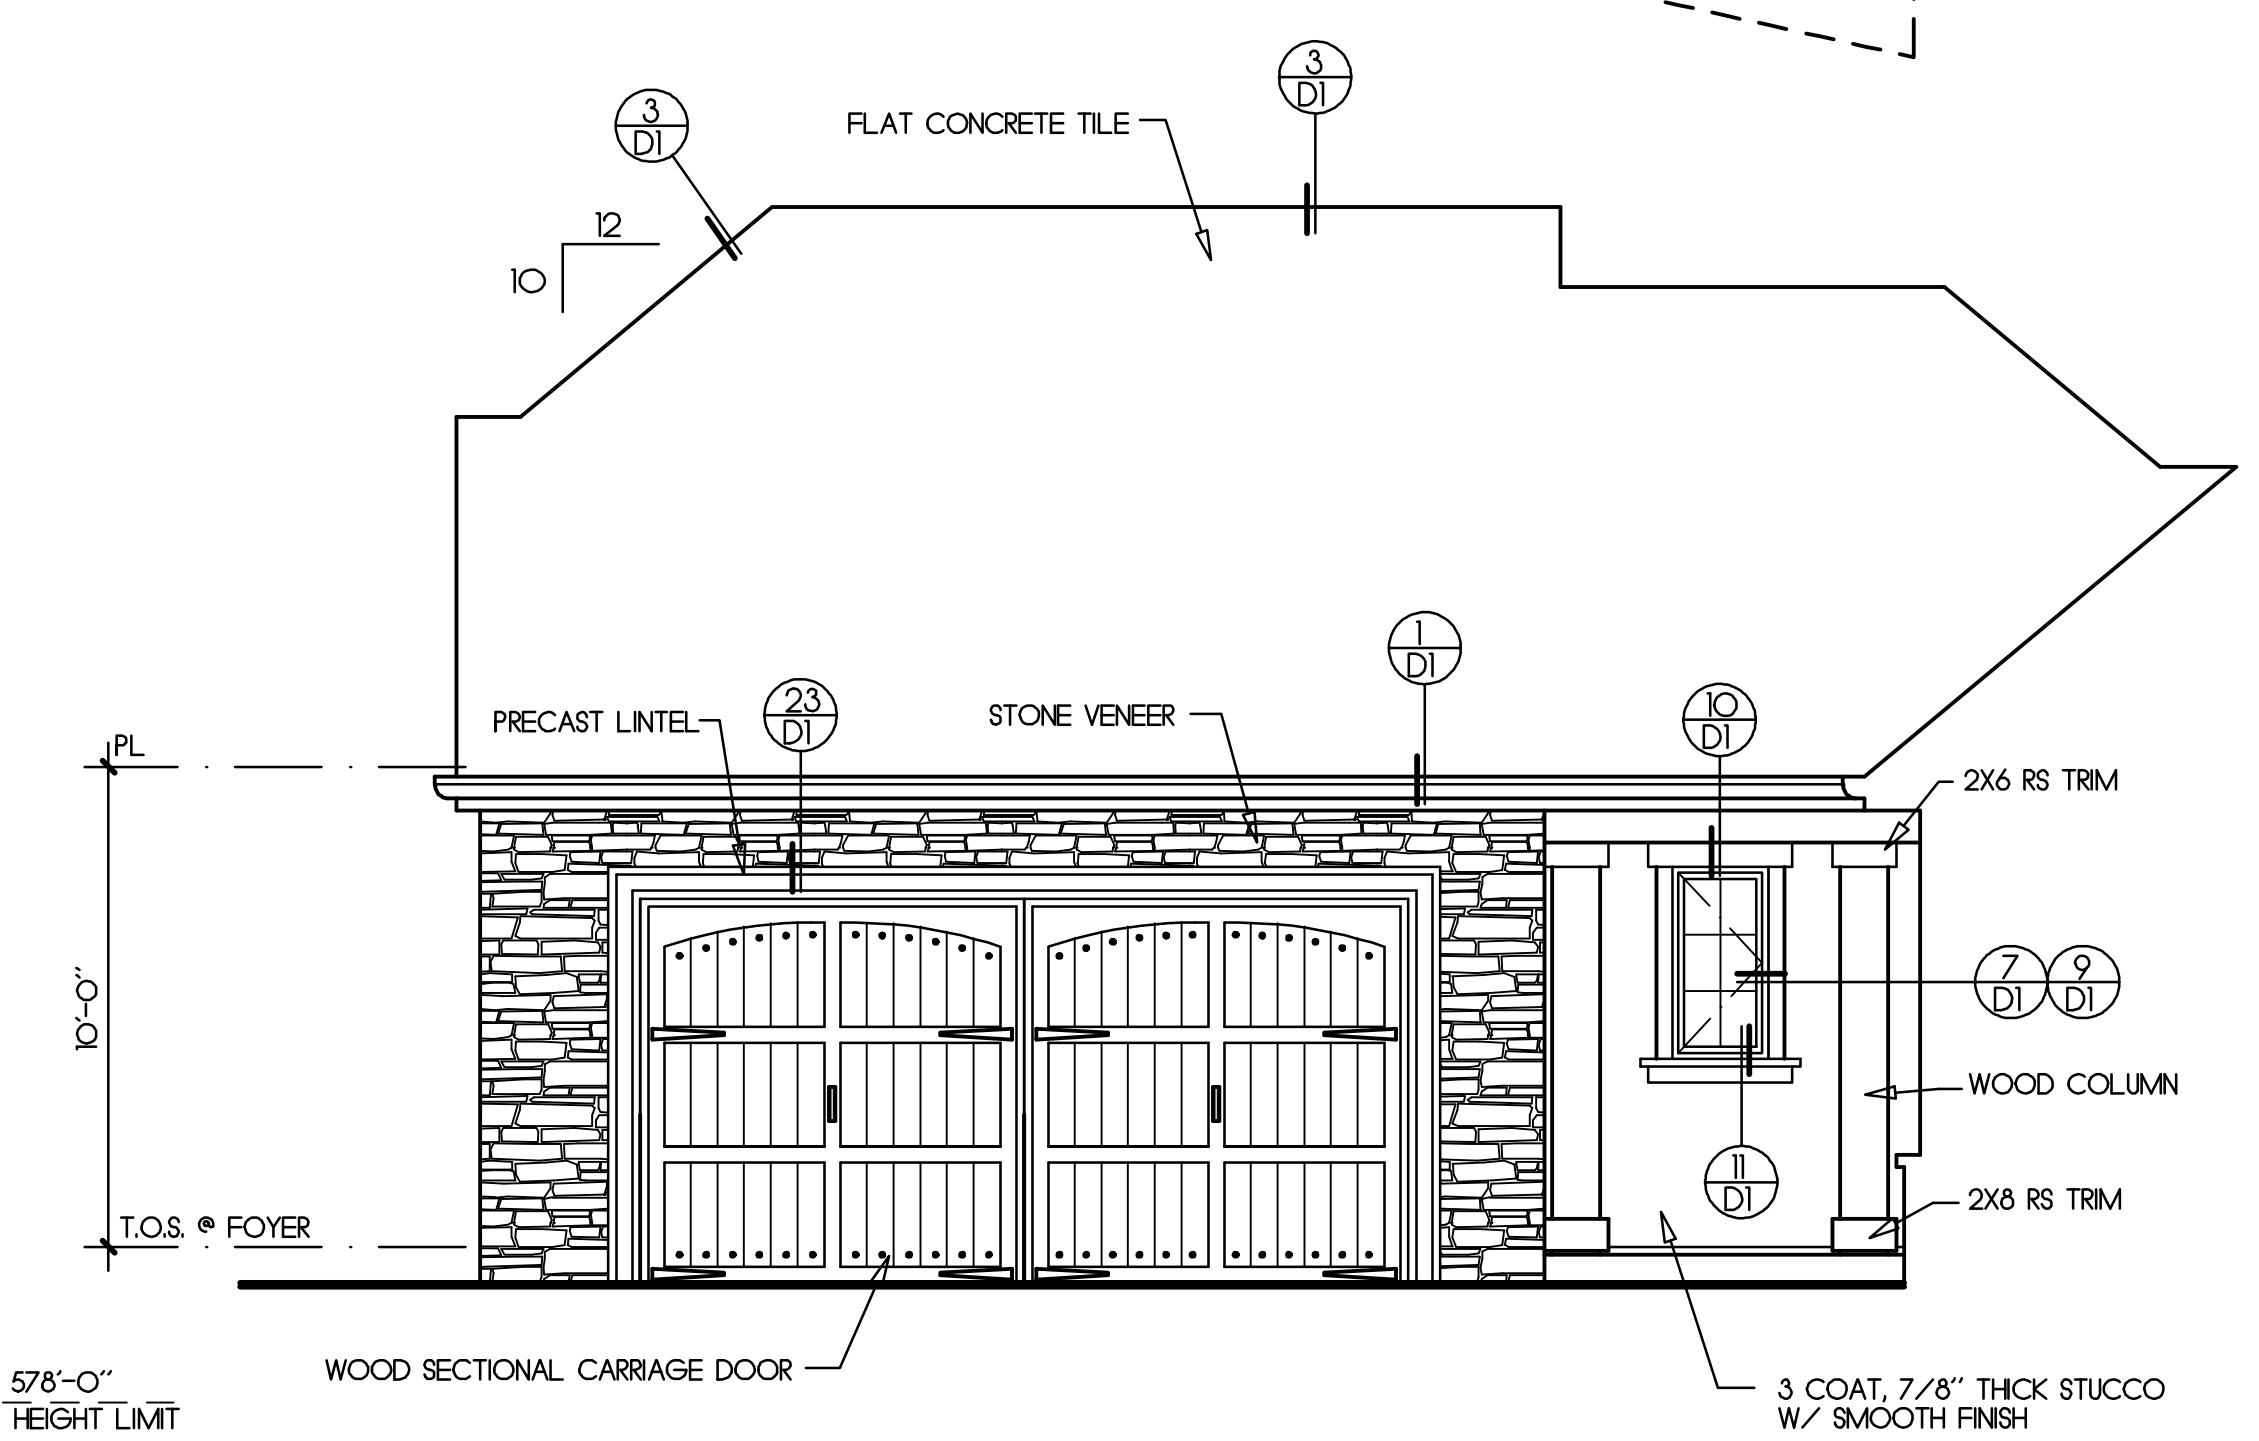 3
D1
3
D1
FLAT CONCRETE TILE
12
10
1
D1
23
D1
10
D1
PRECAST LINTEL
STONE VENEER
PL
2X6 RS TRIM
7
D1
9
D1
10'-0"
WOOD COLUMN
11
D1
2X8 RS TRIM
T.O.S. @ FOYER
WOOD SECTIONAL CARRIAGE DOOR
578'-0"
HEIGHT LIMIT
3 COAT, 7/8" THICK STUCCO
W/ SMOOTH FINISH